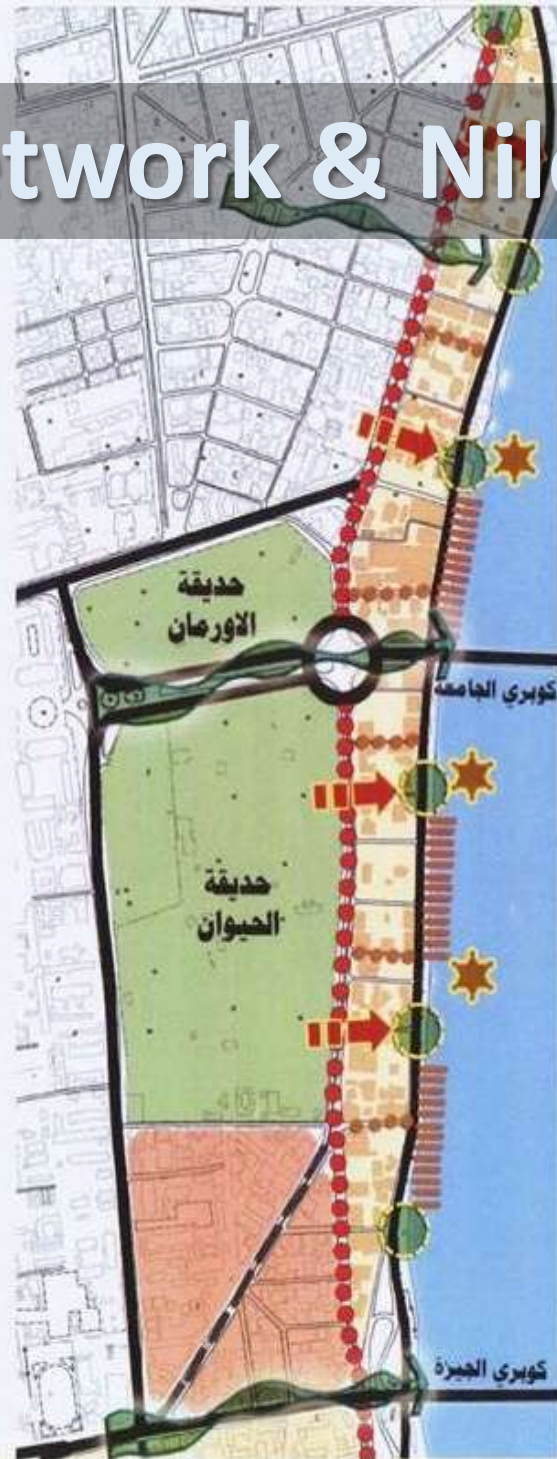 twork & Nil
حديقة
الاورمان
كوبري الجامعة
حديقة
الحيوان
كوبري الجيزة